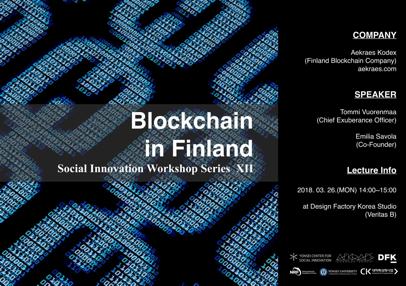 Blockchain
in Finland
Social Innovation Workshop Series XII
COMPANY
Aekraes Kodex
(Finland Blockchain Company)
aekraes.com
SPEAKER
Tommi Vuorenmaa
(Chief Exuberance Officer)
Emilia Savola
(Co-Founder)
Lecture Info
2018. 03. 26.(MON) 14:00–15:00
at Design Factory Korea Studio
(Veritas B)
YONSEI CENTER FOR
SOCIAL INNOVATION
DFK
NRF
YONSEI UNIVERSITY
CK